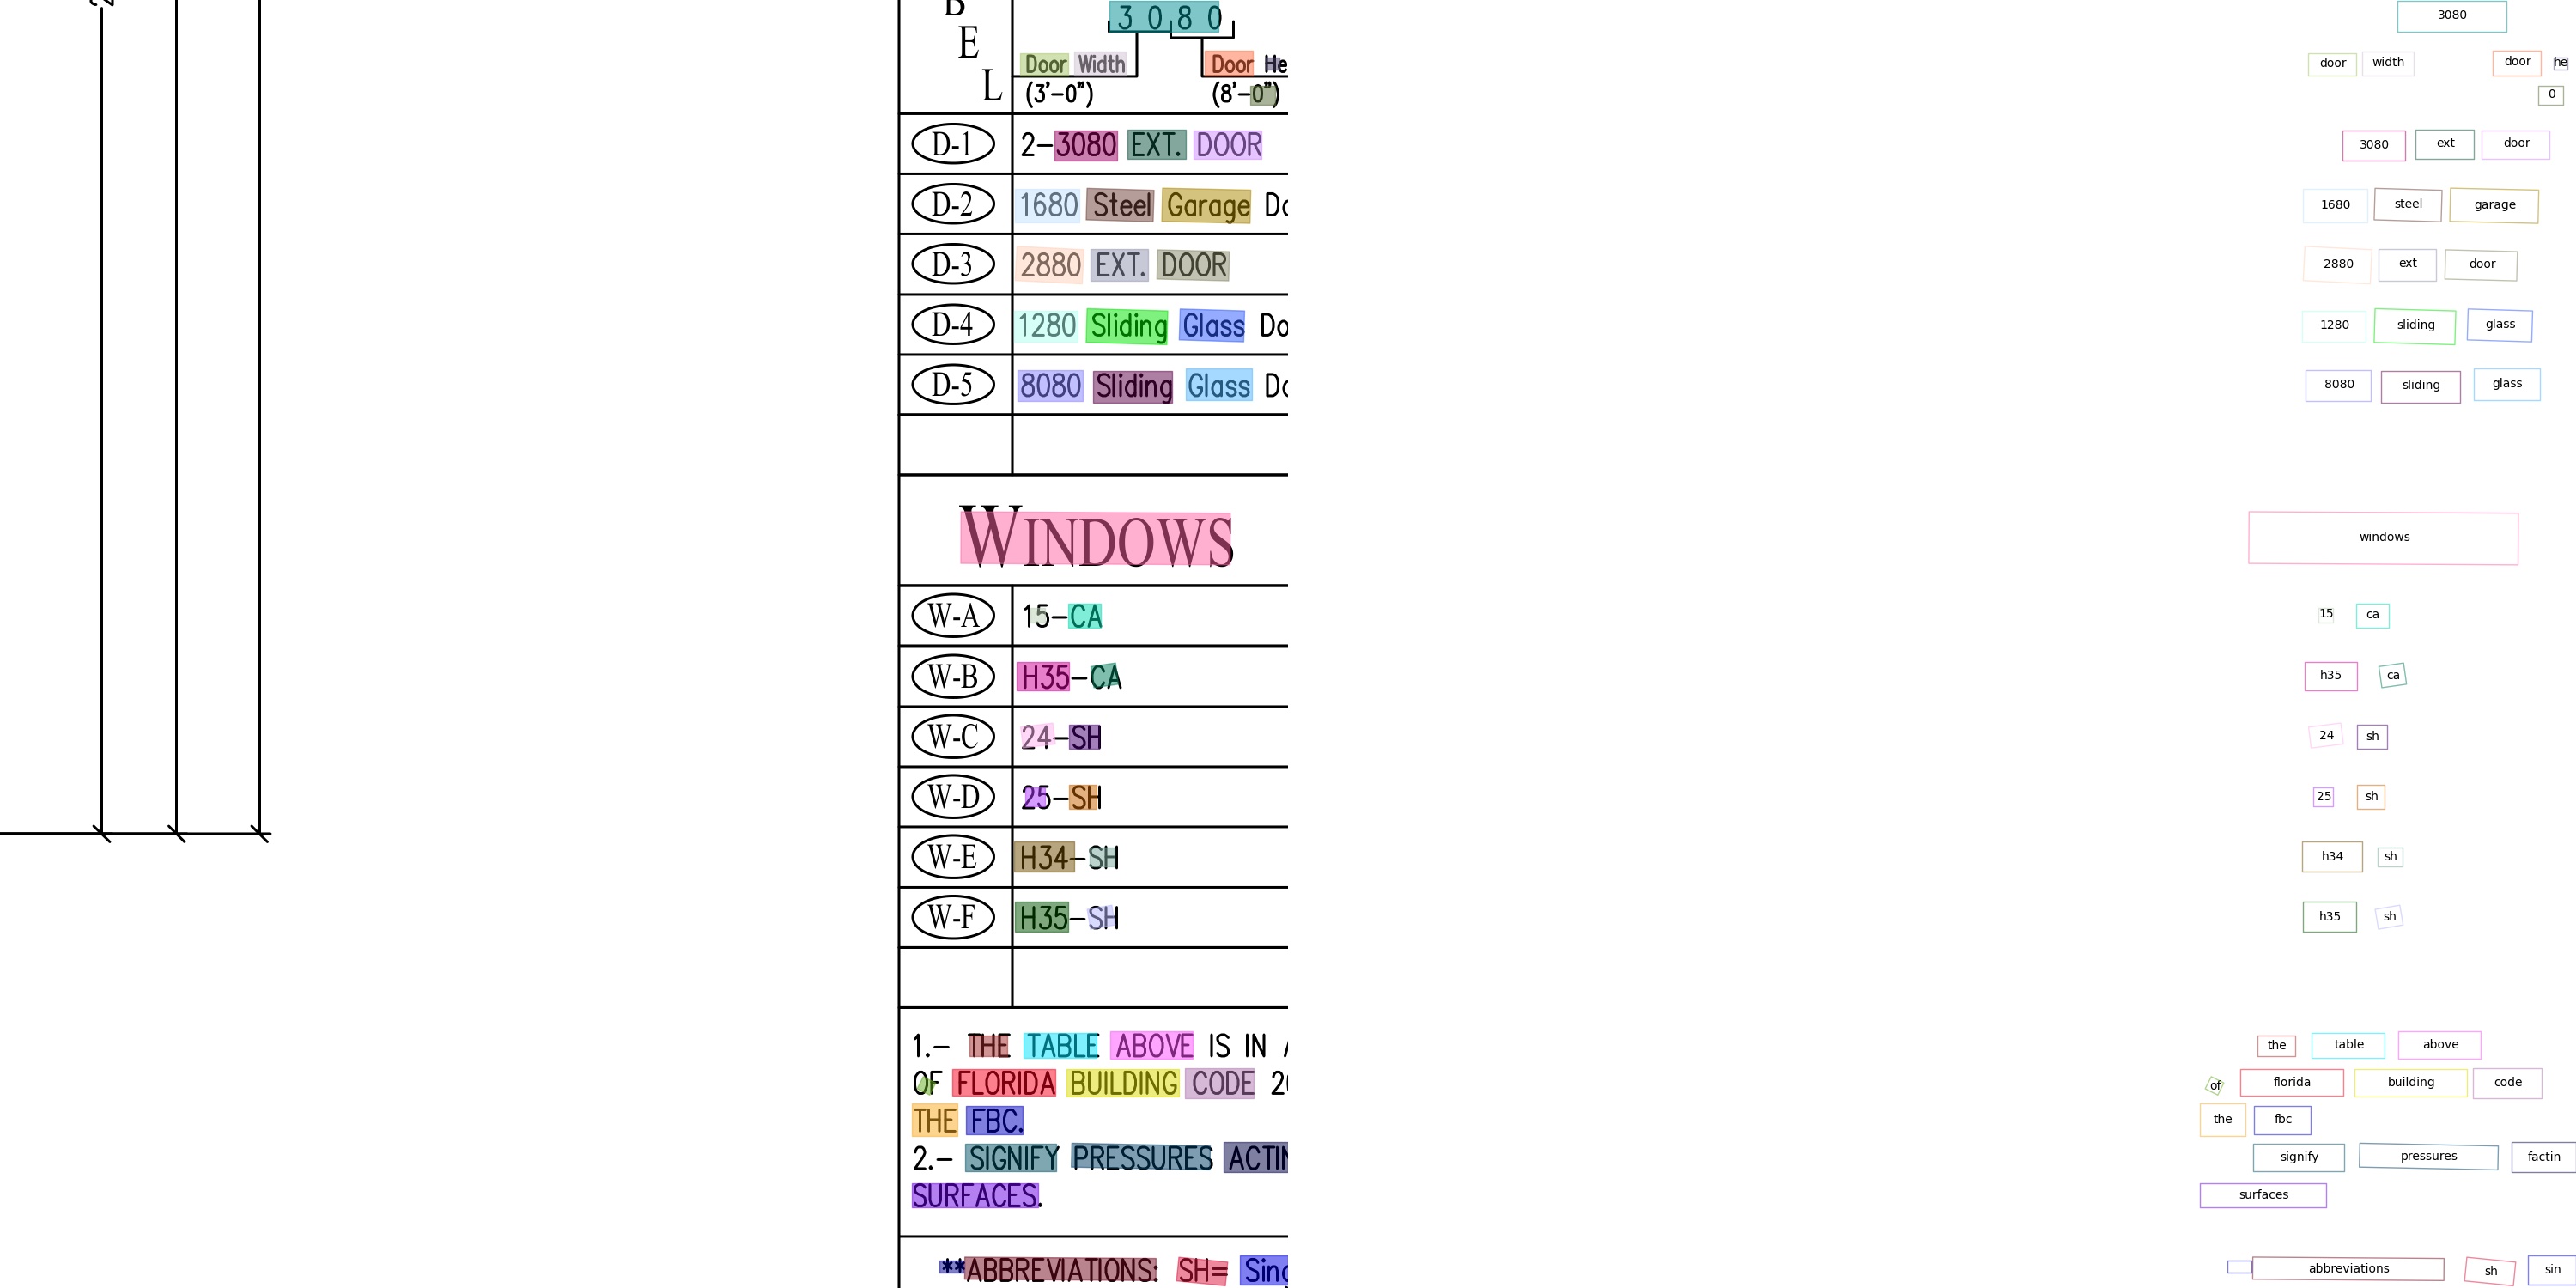 B
E
L
3 0 8 0
Door Width
Door He
(3'-0")
(8'-0")
D-1 2-3080 EXT. DOOR
D-2 1680 Steel Garage Do
D-3 2880 EXT. DOOR
D-4 1280 Sliding Glass Do
D-5 8080 Sliding Glass Do
WINDOWS
W-A 15-CA
W-B H35-CA
W-C 24-SH
W-D 25-SH
W-E H34-SH
W-F H35-SH
1.- THE TABLE ABOVE IS IN
OF FLORIDA BUILDING CODE
THE FBC.
2.- SIGNIFY PRESSURES ACTIN
SURFACES.
**ABBREVIATIONS: SH= Sing
3080
door width door he
0
3080 ext door
1680 steel garage
2880 ext door
1280 sliding glass
8080 sliding glass
windows
15 ca
h35 ca
24 sh
25 sh
h34 sh
h35 sh
the table above
of florida building code
the fbc
signify pressures factin
surfaces
abbreviations sh sin